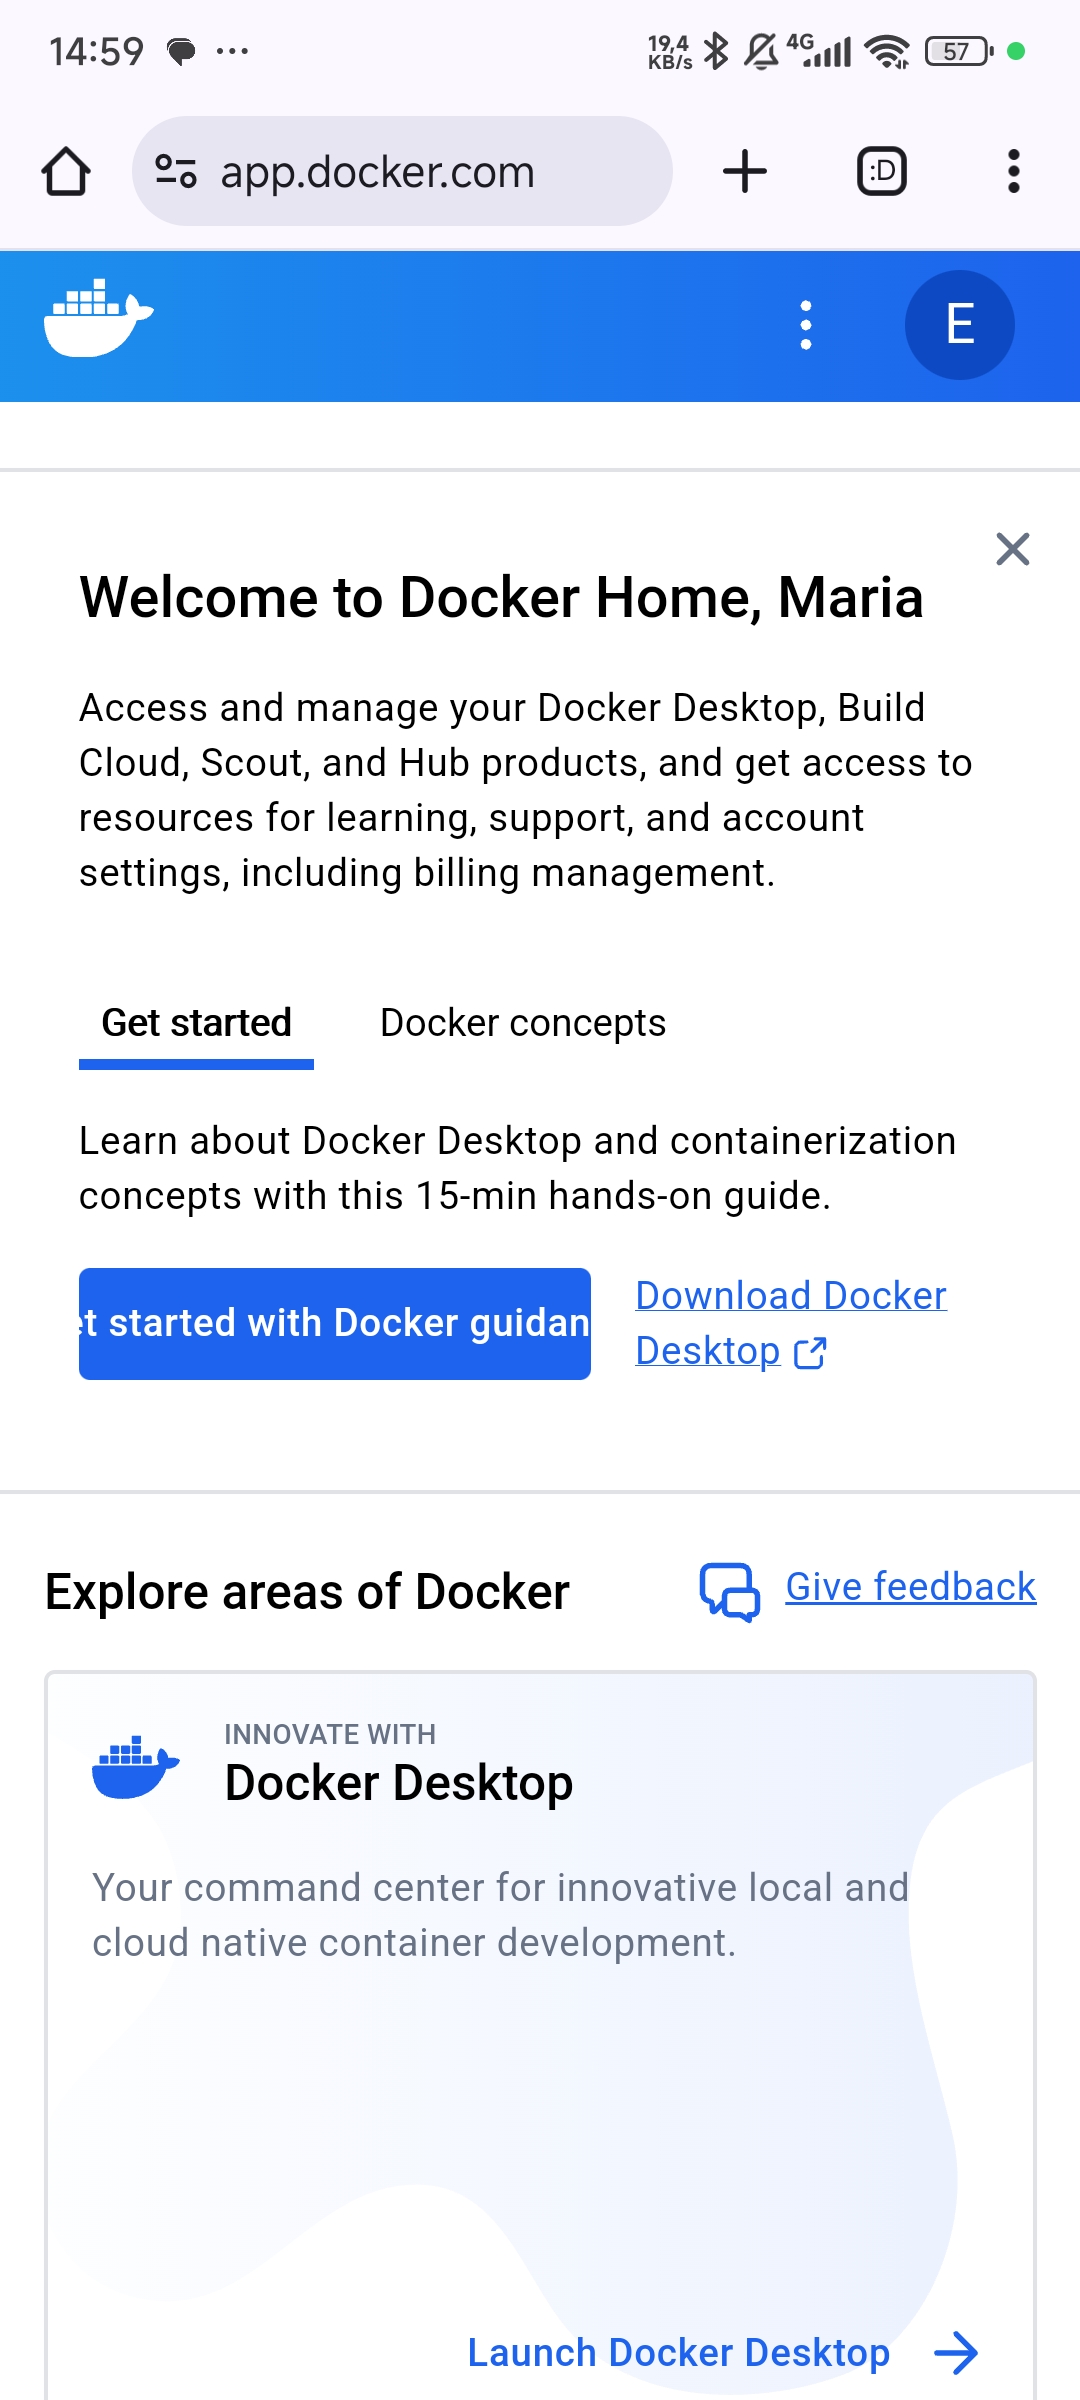 14:59
19,4
KB/s
4G
57
app.docker.com
:D
E
Welcome to Docker Home, Maria
Access and manage your Docker Desktop, Build
Cloud, Scout, and Hub products, and get access to
resources for learning, support, and account
settings, including billing management.
Get started
Docker concepts
Learn about Docker Desktop and containerization
concepts with this 15-min hands-on guide.
et started with Docker guidan
Download Docker
Desktop
Explore areas of Docker
Give feedback
INNOVATE WITH
Docker Desktop
Your command center for innovative local and
cloud native container development.
Launch Docker Desktop